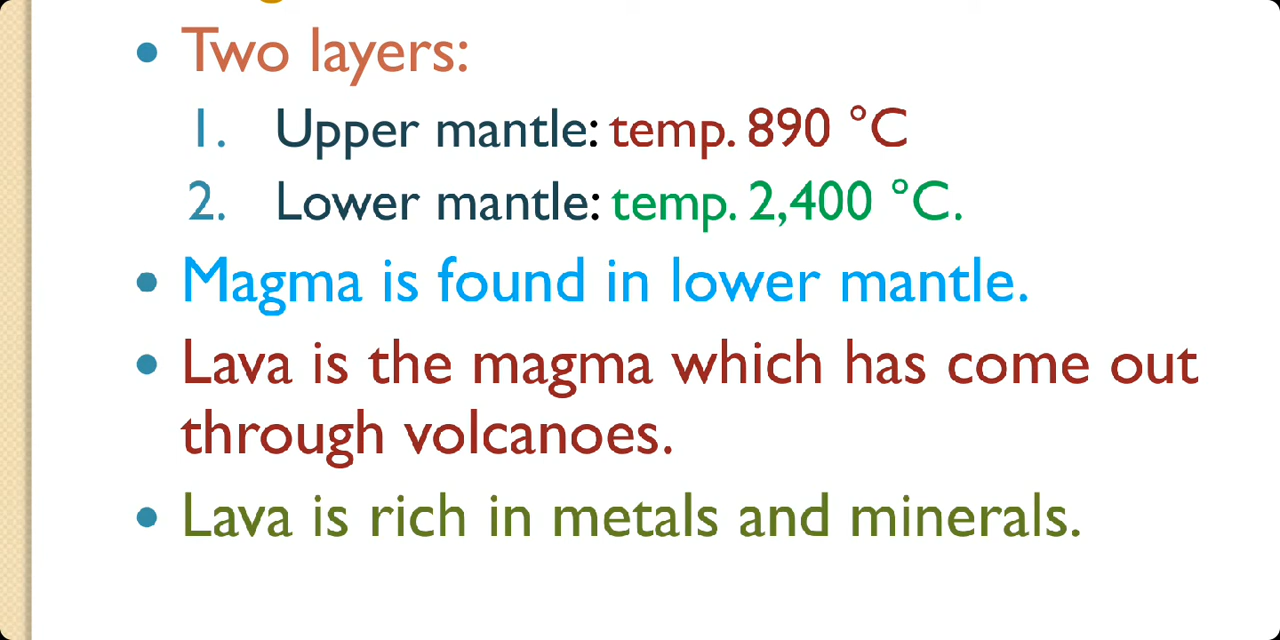 • Two layers:
1. Upper mantle: temp. 890 °C
2. Lower mantle: temp. 2,400 °C.
• Magma is found in lower mantle.
• Lava is the magma which has come out
through volcanoes.
• Lava is rich in metals and minerals.